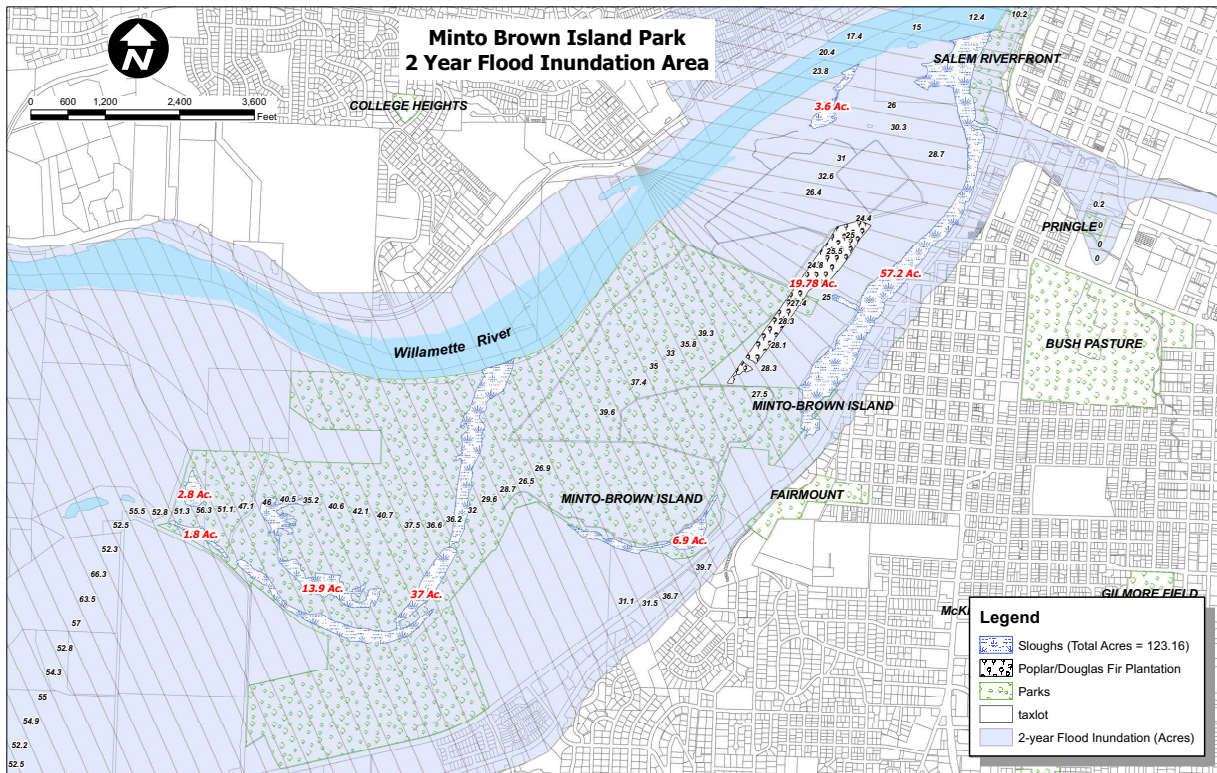 Minto Brown Island Park
2 Year Flood Inundation Area
N
0 600 1,200 2,400 3,600
Feet
COLLEGE HEIGHTS
SALEM RIVERFRONT
10.2
12.4
15
17.4
20.4
23.8
3.6 Ac.
26
30.3
28.7
31
32.6
26.4
0.2
PRINGLE
0
0
0
24.4
25
25.5
24.8
19.78 Ac.
57.2 Ac.
25
27.4
28.3
28.1
28.3
27.5
Willamette River
39.3
35.8
33
35
37.4
39.6
BUSH PASTURE
MINTO-BROWN ISLAND
26.9
26.5
28.7
29.6
32
36.2
36.6
37.5
40.7
42.1
40.6
35.2
40.5
46
47.1
51.1
56.3
51.3
52.8
55.5
52.5
2.8 Ac.
1.8 Ac.
MINTO-BROWN ISLAND
FAIRMOUNT
6.9 Ac.
39.7
36.7
31.5
31.1
13.9 Ac.
37 Ac.
52.3
66.3
63.5
57
52.8
54.3
55
54.9
52.2
52.5
GILMORE FIELD
Legend
Sloughs (Total Acres = 123.16)
Poplar/Douglas Fir Plantation
Parks
taxlot
2-year Flood Inundation (Acres)